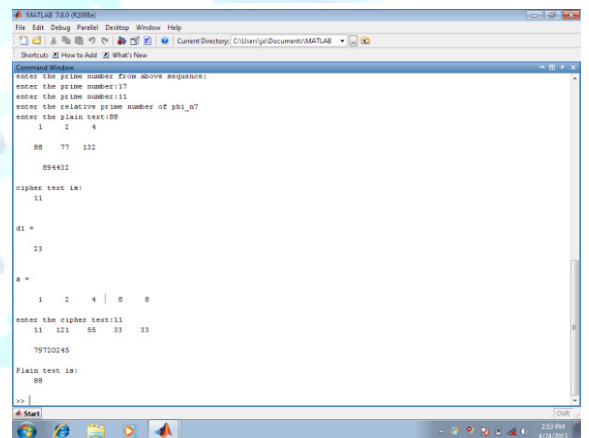 MATLAB 7.6.0 (R2008a)
File Edit Debug Parallel Desktop Window Help
Current Directory: C:\Users\je\Documents\MATLAB
Shortcuts How to Add What's New
Command Window
enter the prime number from above sequence:
enter the prime number:17
enter the prime number:11
enter the relative prime number of phi_n7
enter the plain text:88
1 2 4
88 77 132
894432
cipher text is:
11
d1 =
23
a =
1 2 4 8 8
enter the cipher text:11
11 121 55 33 33
79720245
Plain text is:
88
>>
Start OVR
2:53 PM
4/24/2013